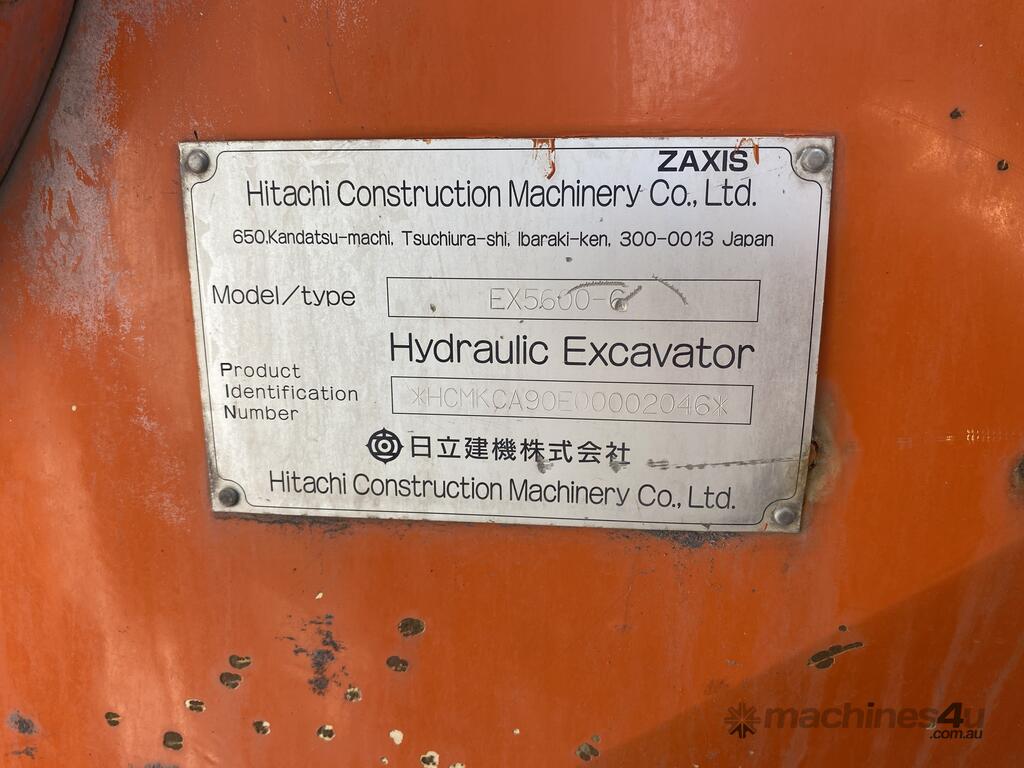 ZAXIS
Hitachi Construction Machinery Co., Ltd.
650,Kandatsu-machi, Tsuchiura-shi, Ibaraki-ken, 300-0013 Japan
Model/type EX5600-6
Hydraulic Excavator
Product
Identification
Number
*HCMKCA90E00002046*
日立建機株式会社
Hitachi Construction Machinery Co., Ltd.
machines4u
.com.au